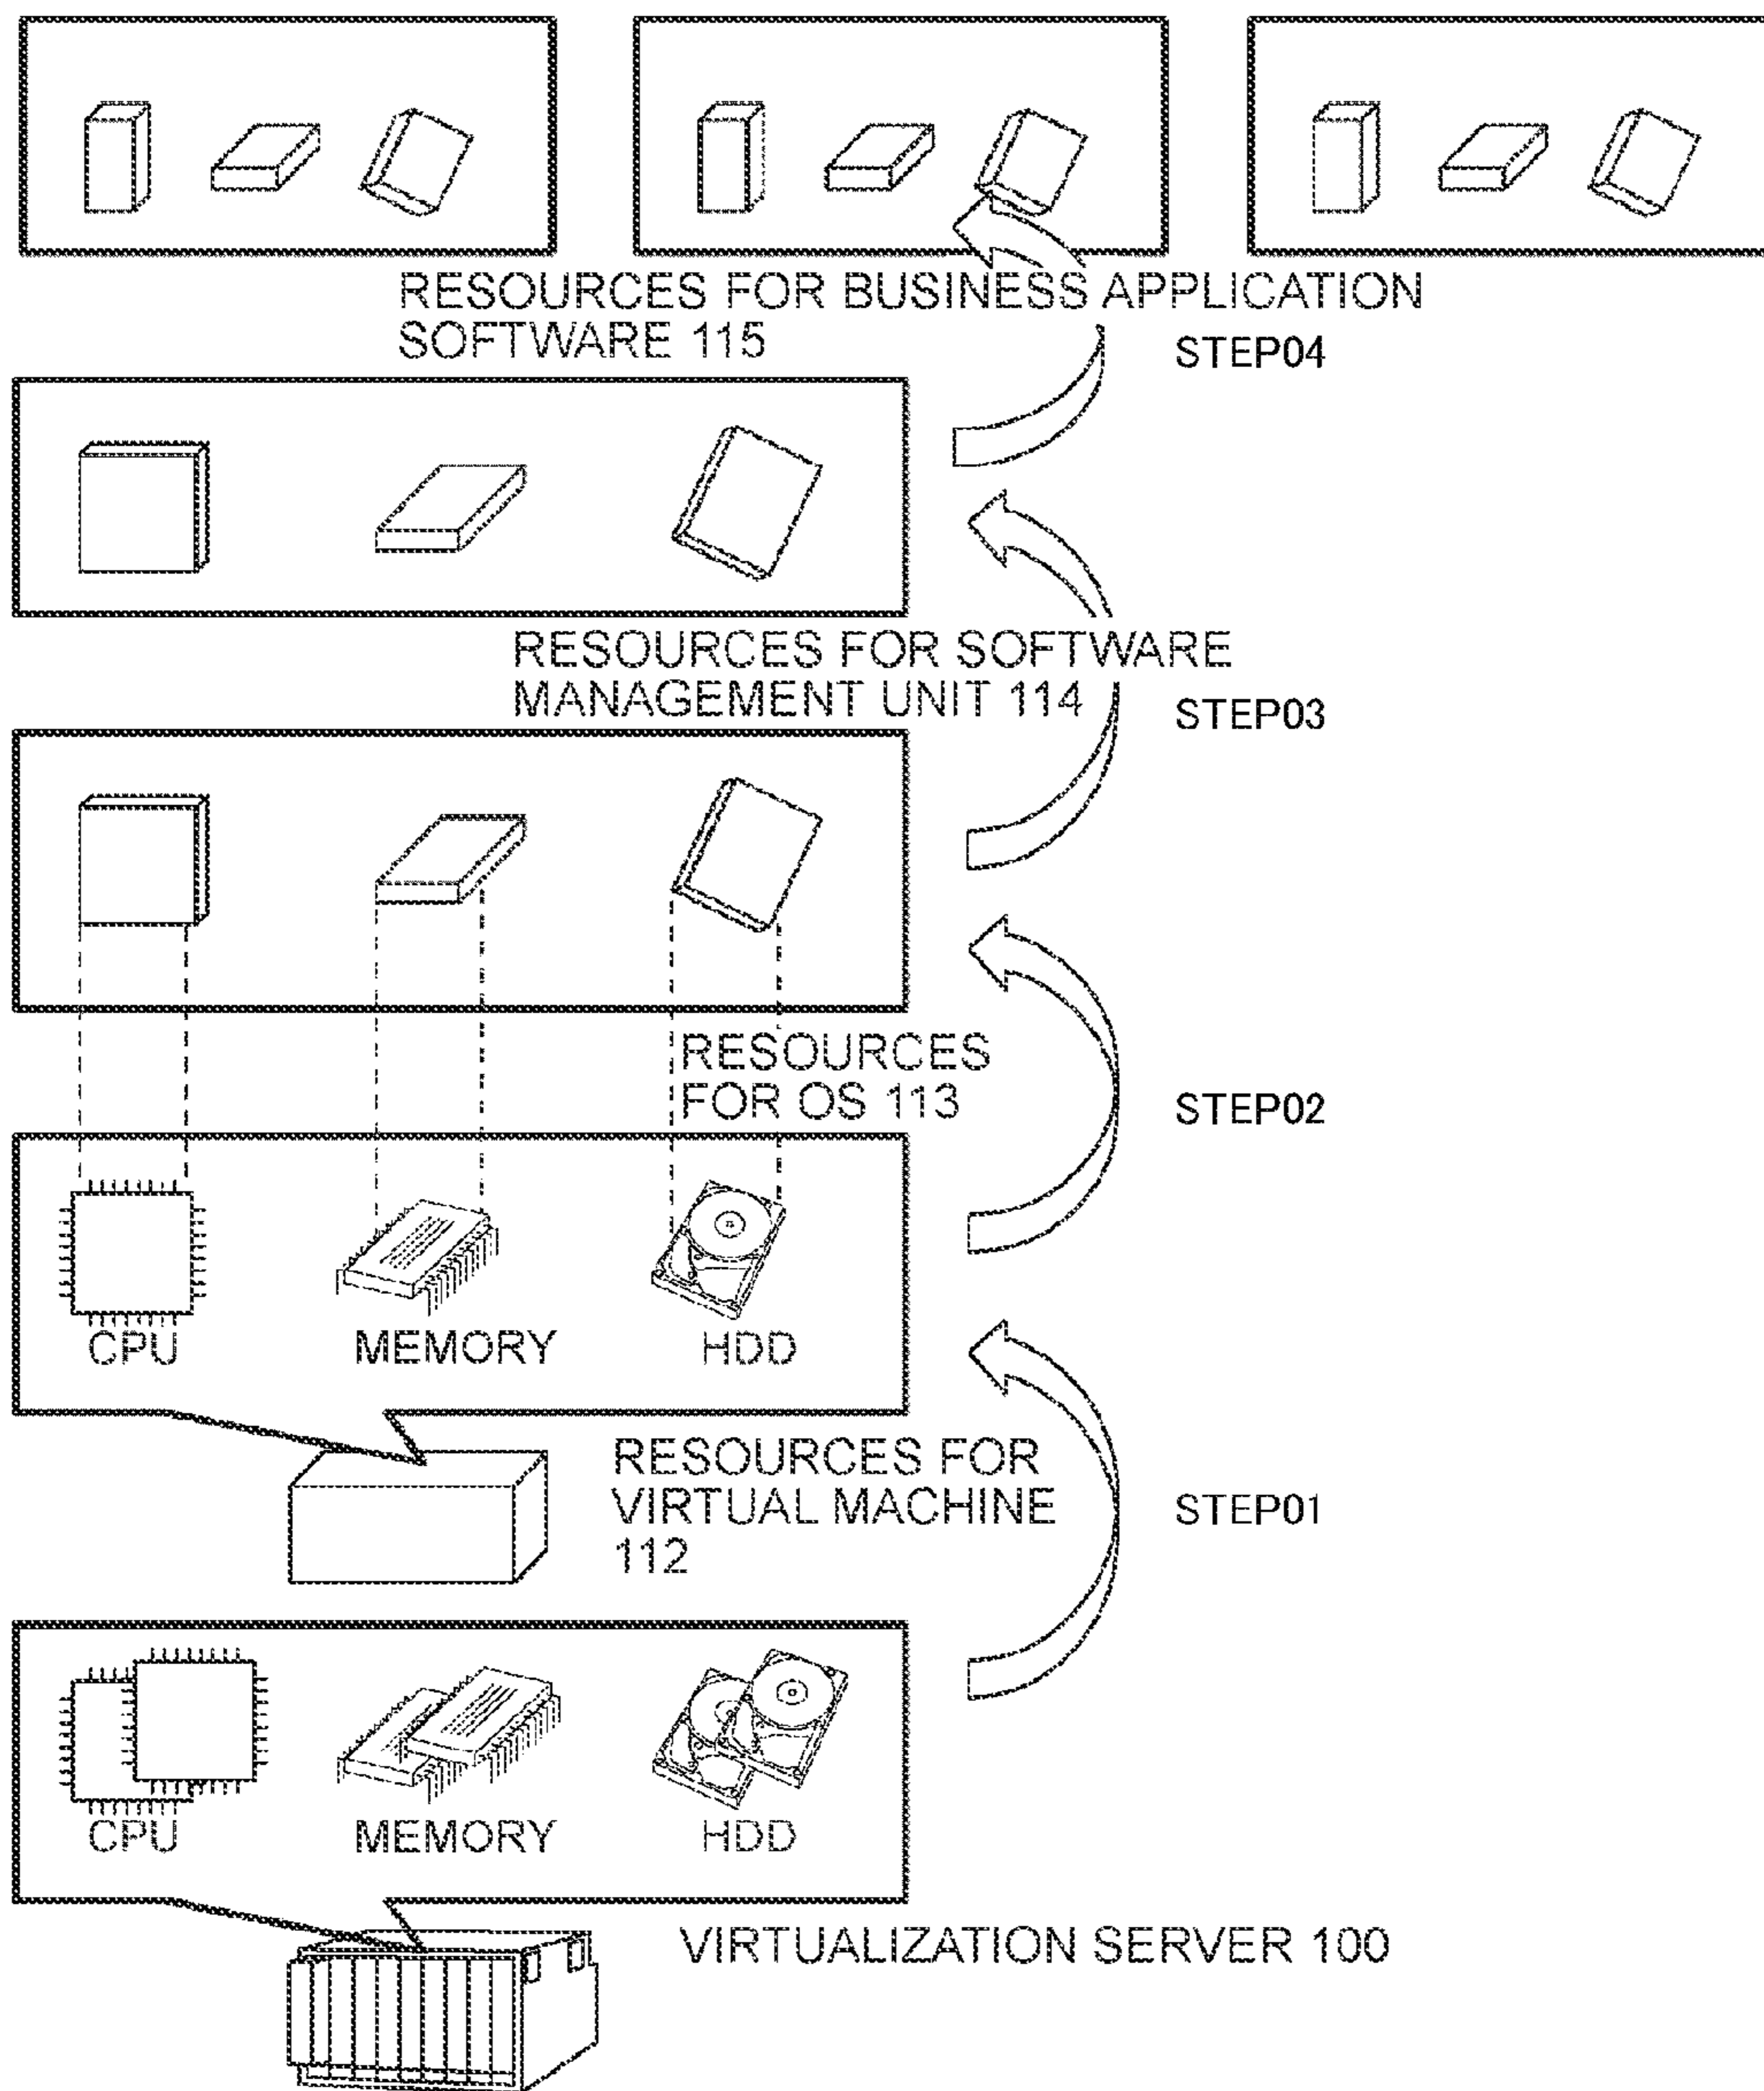 RESOURCES FOR BUSINESS APPLICATION
SOFTWARE 115
STEP04
RESOURCES FOR SOFTWARE
MANAGEMENT UNIT 114
STEP03
RESOURCES
FOR OS 113
STEP02
CPU
MEMORY
HDD
RESOURCES FOR
VIRTUAL MACHINE
112
STEP01
CPU
MEMORY
HDD
VIRTUALIZATION SERVER 100